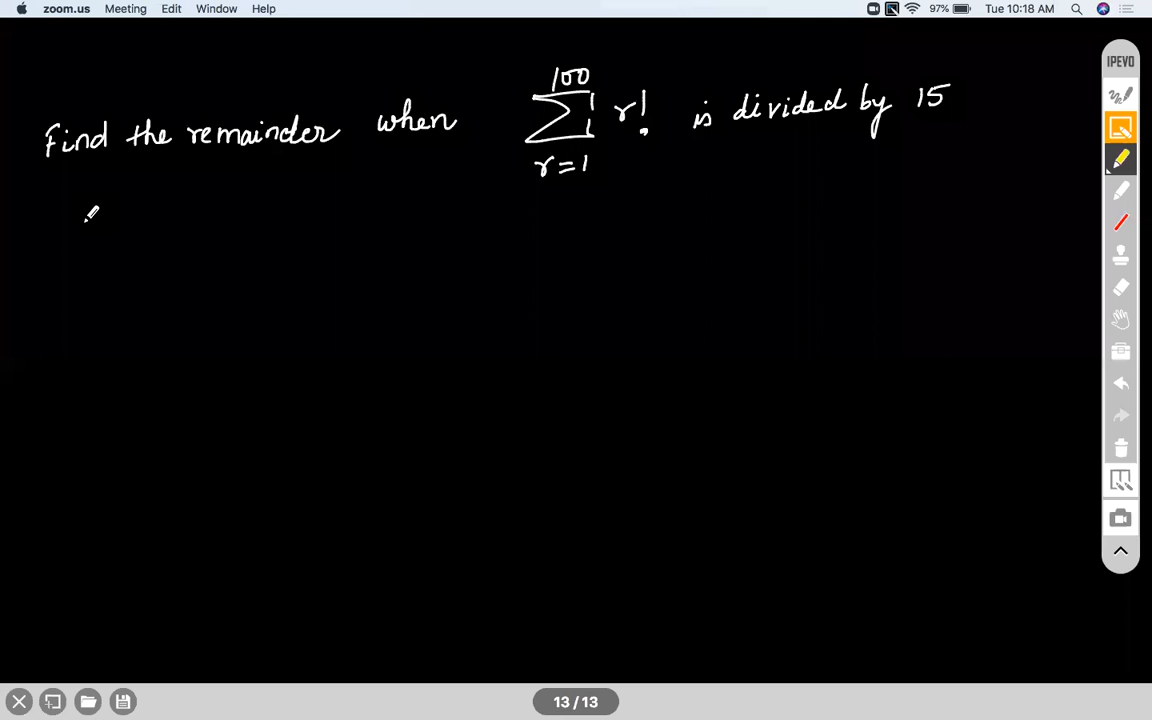 zoom.us Meeting Edit Window Help 97% Tue 10:18 AM
IPEVO
100
Find the remainder when ∑ r! is divided by 15
r=1
13 / 13